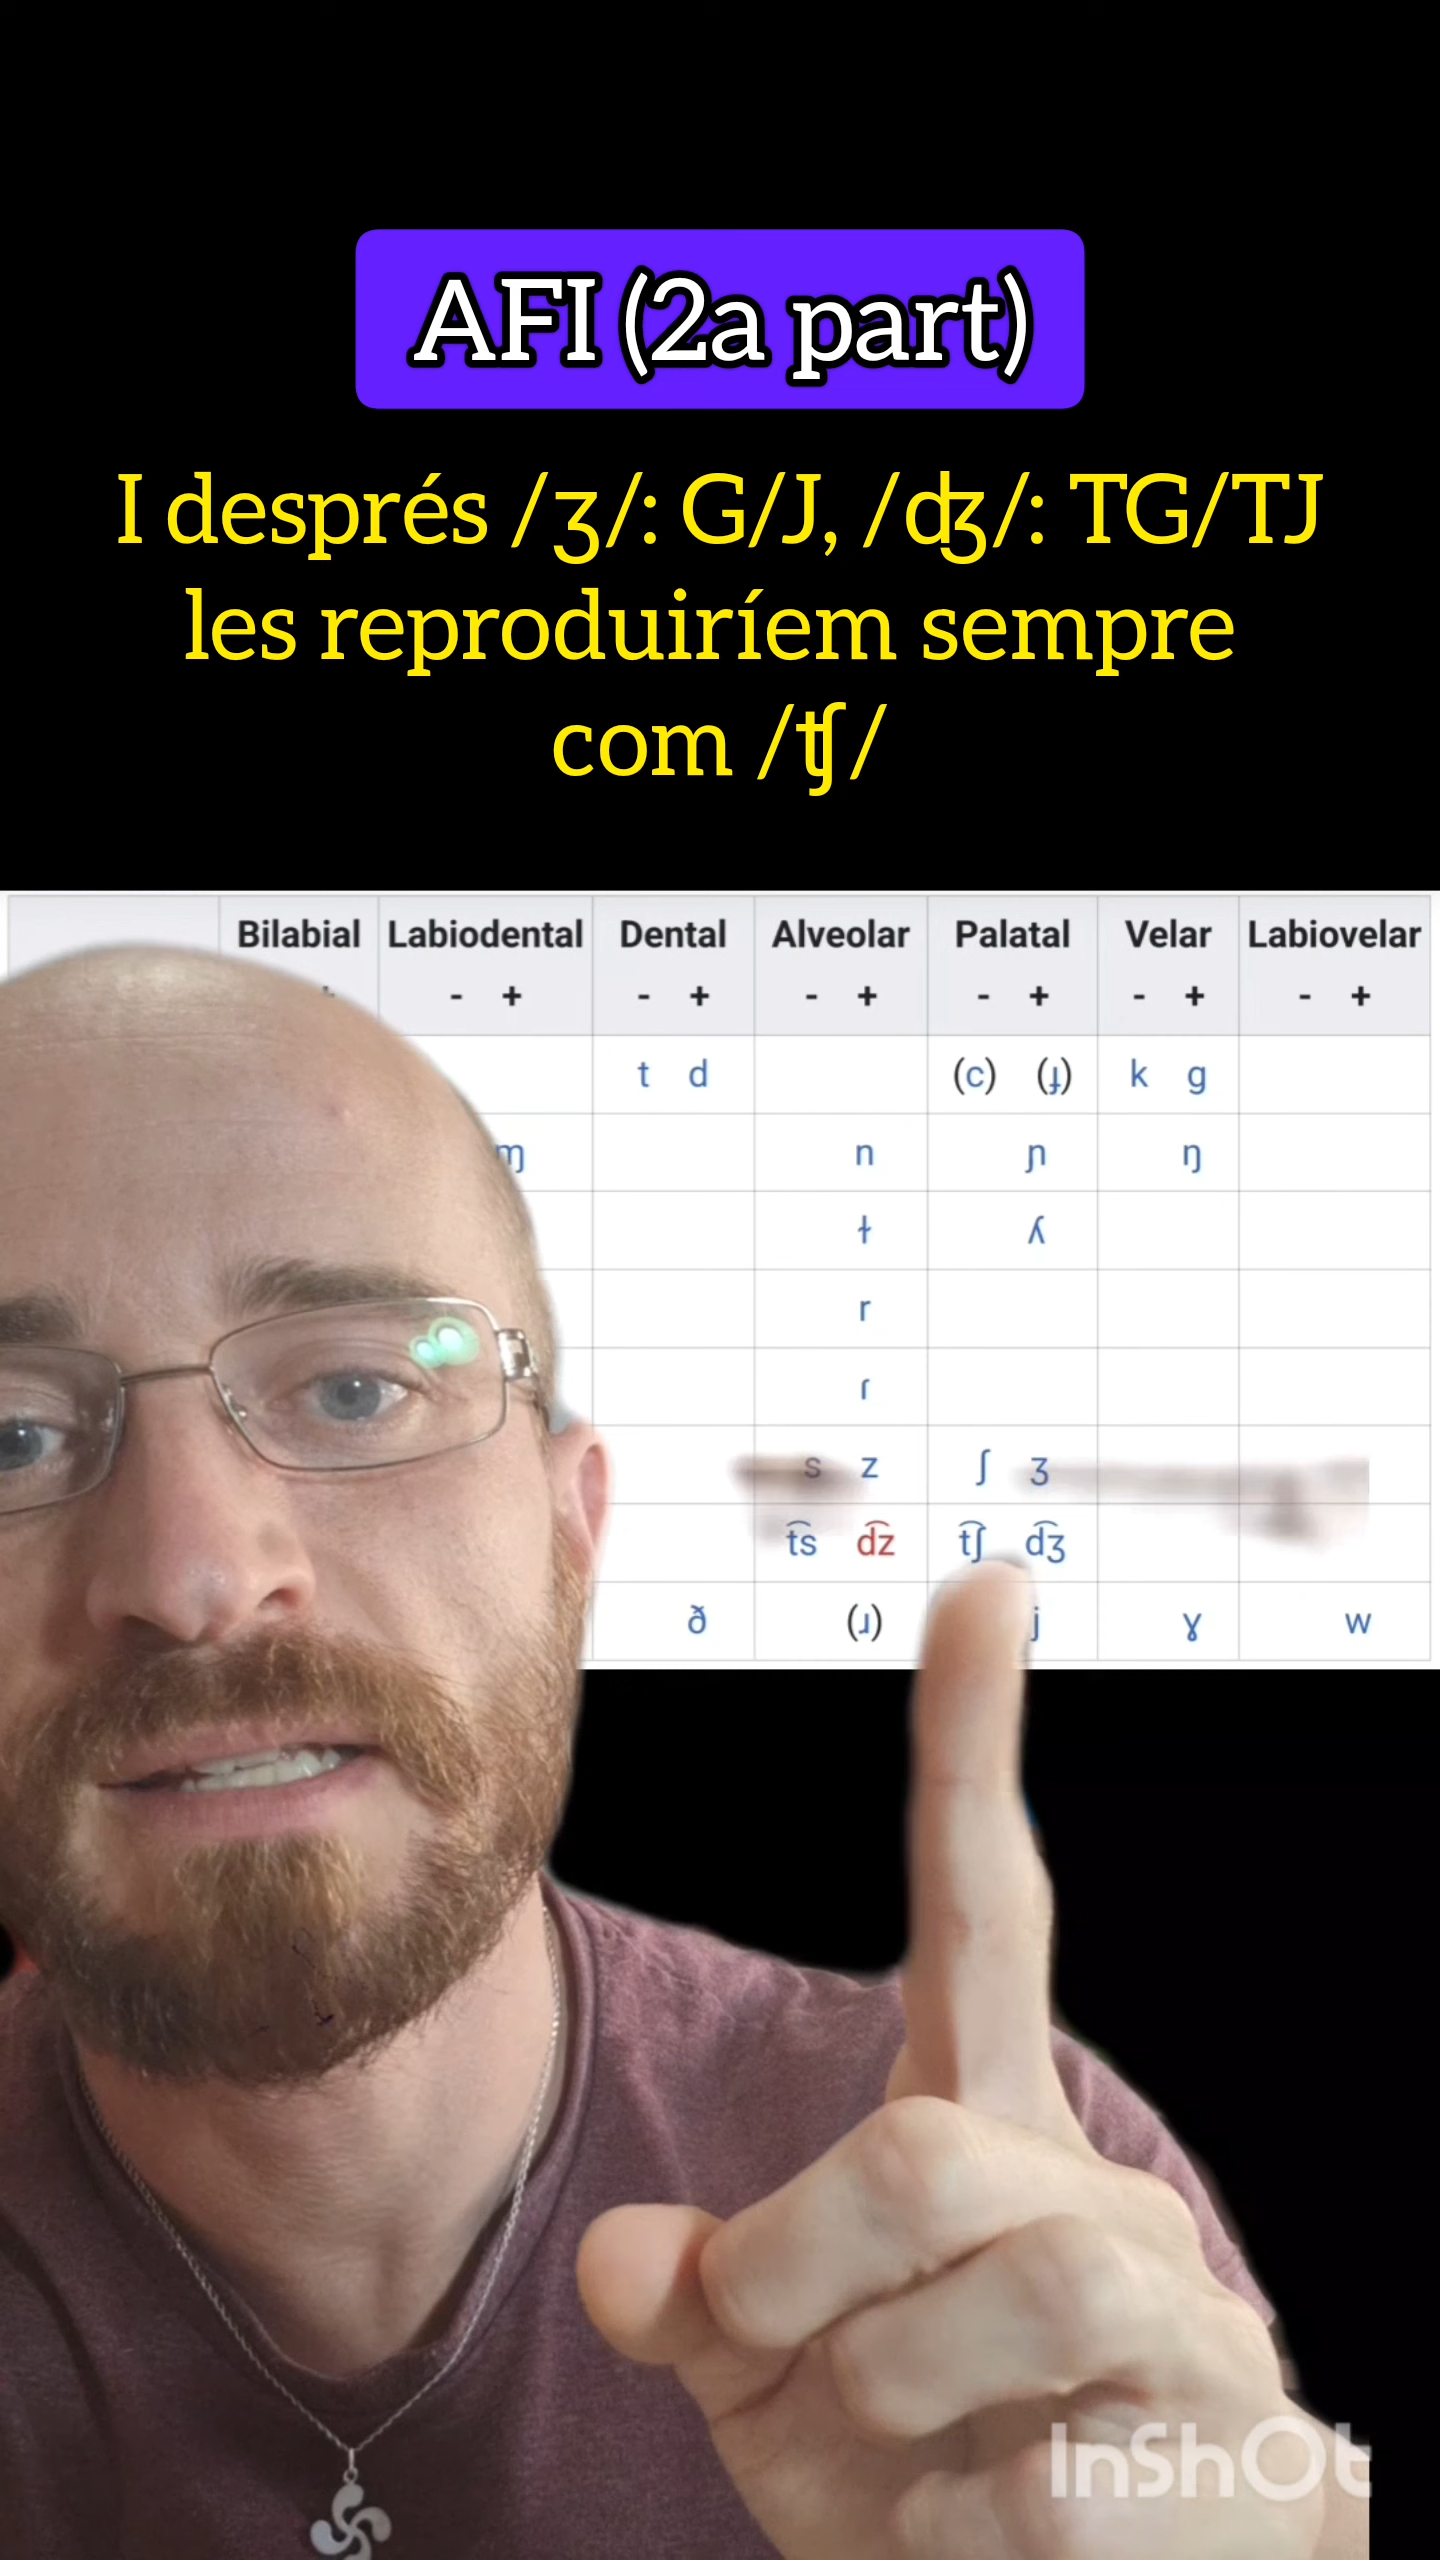 AFI (2a part)
I després /ʒ/: G/J, /ʤ/: TG/TJ
les reproduiríem sempre
com /ʧ/
Bilabial Labiodental Dental Alveolar Palatal Velar Labiovelar
- + - + - + - + - + - +
t d (c) (ɟ) k g
ɱ n ɲ ŋ
ɫ ʎ
r
ɾ
s z ʃ ʒ
t͡s d͡z t͡ʃ d͡ʒ
ð (ɹ) j ɣ w
InShOt